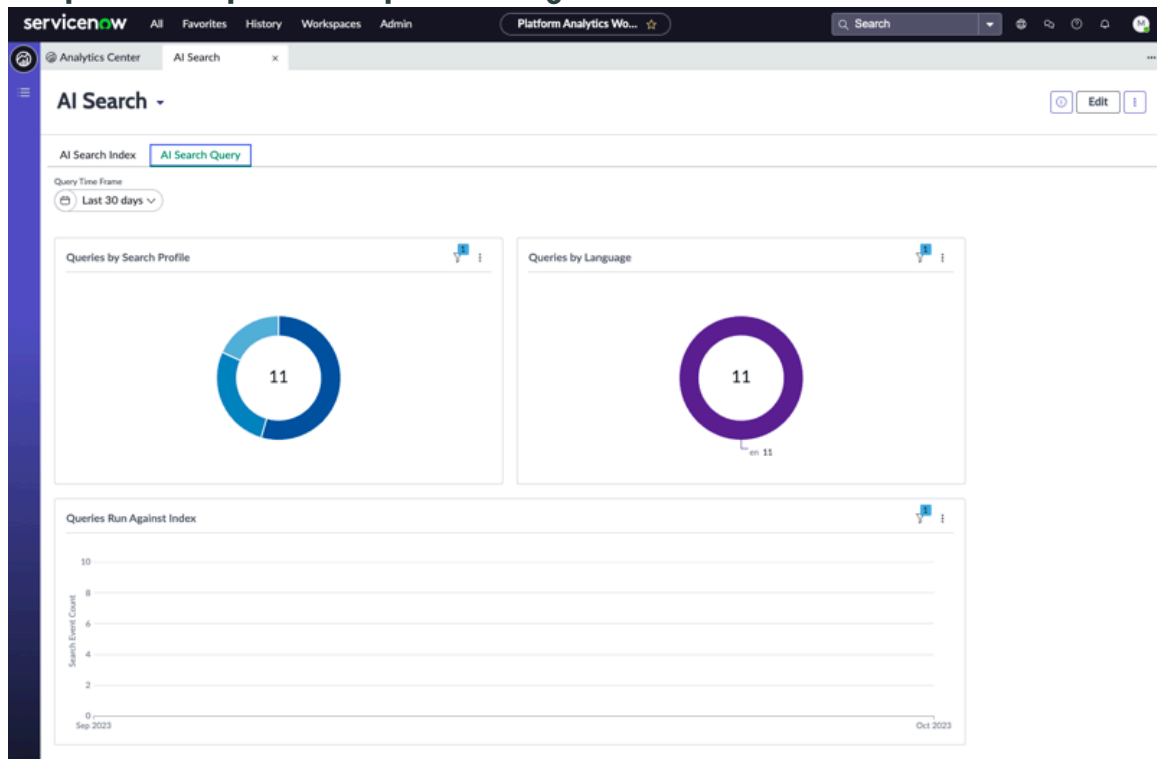 servicenow All Favorites History Workspaces Admin Platform Analytics Wo... Search M
Analytics Center AI Search x
AI Search
Edit
AI Search Index AI Search Query
Query Time Frame
Last 30 days
Queries by Search Profile 1
Queries by Language 1
11
11
en 11
Queries Run Against Index 1
Search Event Count
10
8
6
4
2
0
Sep 2023 Oct 2023